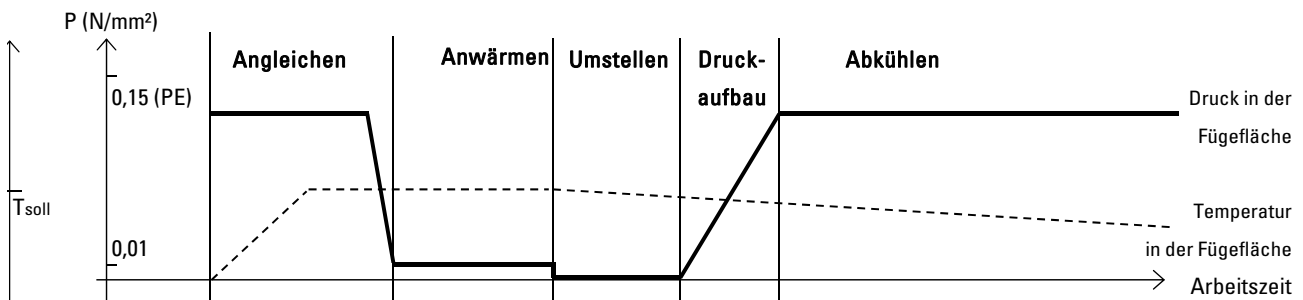 P (N/mm²)
Angleichen
Anwärmen
Umstellen
Druck-
aufbau
Abkühlen
0,15 (PE)
Druck in der
Fügefläche
Tsoll
Temperatur
in der Fügefläche
0,01
Arbeitszeit